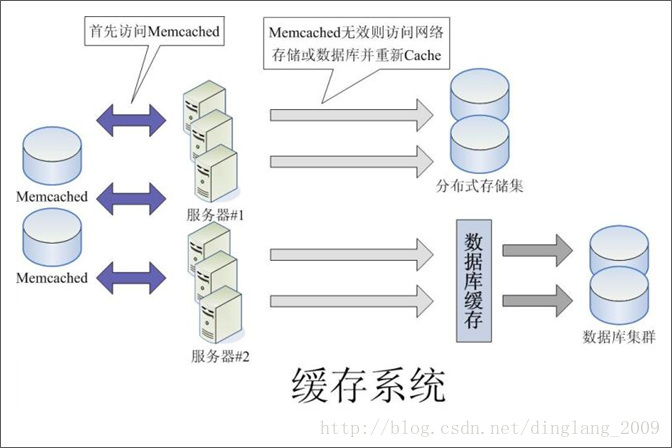 首先访问Memcached
Memcached无效则访问网络
存储或数据库并重新Cache
Memcached
Memcached
服务器#1
服务器#2
分布式存储集
数据库缓存
数据库集群
缓存系统
http://blog.csdn.net/dinglang_2009